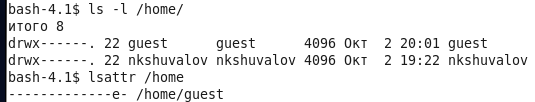 bash-4.1$ ls -l /home/
итого 8
drwx------. 22 guest      guest      4096 Окт  2 20:01 guest
drwx------. 22 nkshuvalov nkshuvalov 4096 Окт  2 19:22 nkshuvalov
bash-4.1$ lsattr /home
-------------e- /home/guest